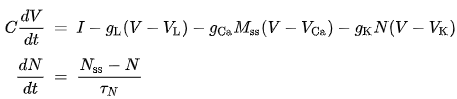 C dV/dt = I − g_L(V − V_L) − g_Ca M_ss(V − V_Ca) − g_K N(V − V_K)
dN/dt = (N_ss − N)/τ_N